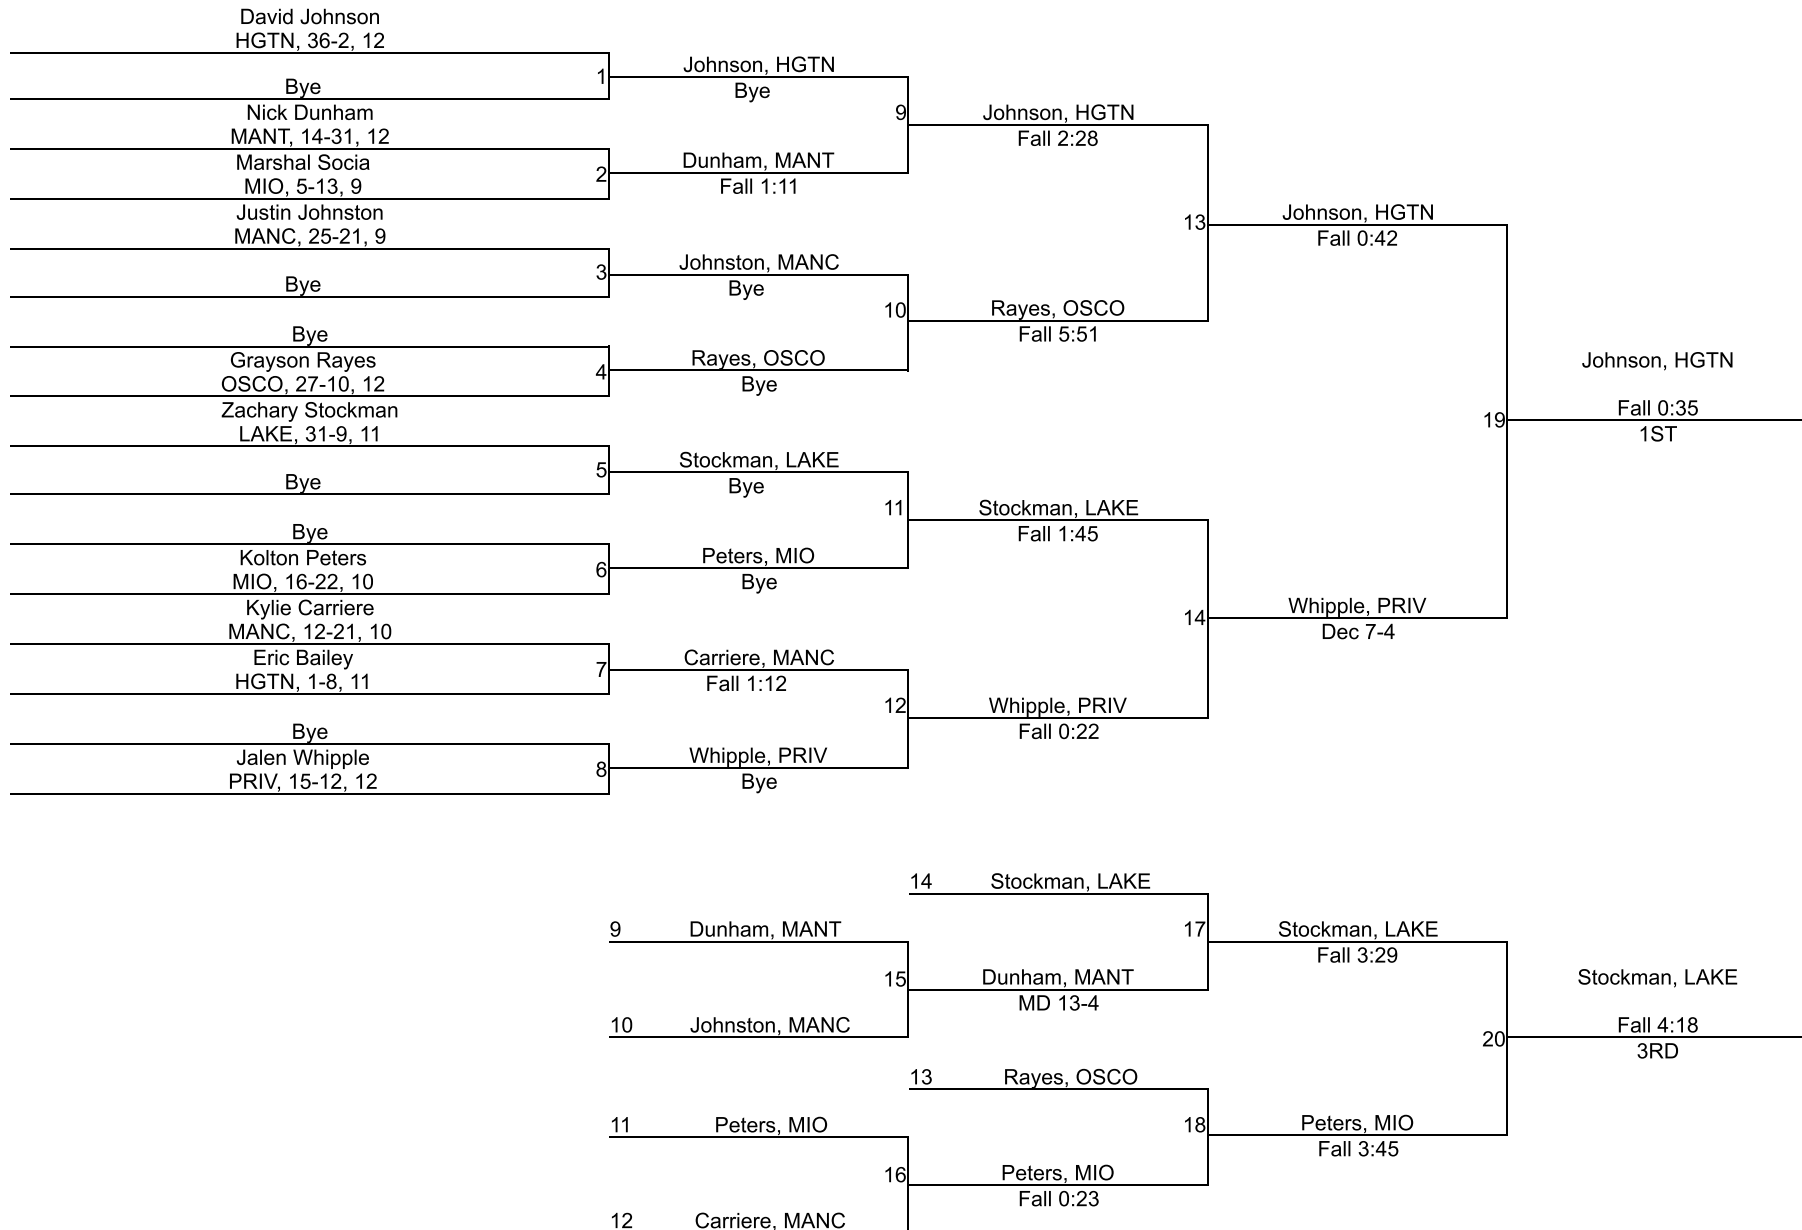 David Johnson
HGTN, 36-2, 12
Bye
Nick Dunham
MANT, 14-31, 12
Marshal Socia
MIO, 5-13, 9
Justin Johnston
MANC, 25-21, 9
Bye
Bye
Grayson Rayes
OSCO, 27-10, 12
Zachary Stockman
LAKE, 31-9, 11
Bye
Bye
Kolton Peters
MIO, 16-22, 10
Kylie Carriere
MANC, 12-21, 10
Eric Bailey
HGTN, 1-8, 11
Bye
Jalen Whipple
PRIV, 15-12, 12
1
Johnson, HGTN
Bye
2
Dunham, MANT
Fall 1:11
3
Johnston, MANC
Bye
4
Rayes, OSCO
Bye
5
Stockman, LAKE
Bye
6
Peters, MIO
Bye
7
Carriere, MANC
Fall 1:12
8
Whipple, PRIV
Bye
9
Johnson, HGTN
Fall 2:28
10
Rayes, OSCO
Fall 5:51
11
Stockman, LAKE
Fall 1:45
12
Whipple, PRIV
Fall 0:22
13
Johnson, HGTN
Fall 0:42
14
Whipple, PRIV
Dec 7-4
19
Johnson, HGTN
Fall 0:35
1ST
9 Dunham, MANT
10 Johnston, MANC
11 Peters, MIO
12 Carriere, MANC
14 Stockman, LAKE
15
Dunham, MANT
MD 13-4
13 Rayes, OSCO
16
Peters, MIO
Fall 0:23
17
Stockman, LAKE
Fall 3:29
18
Peters, MIO
Fall 3:45
20
Stockman, LAKE
Fall 4:18
3RD